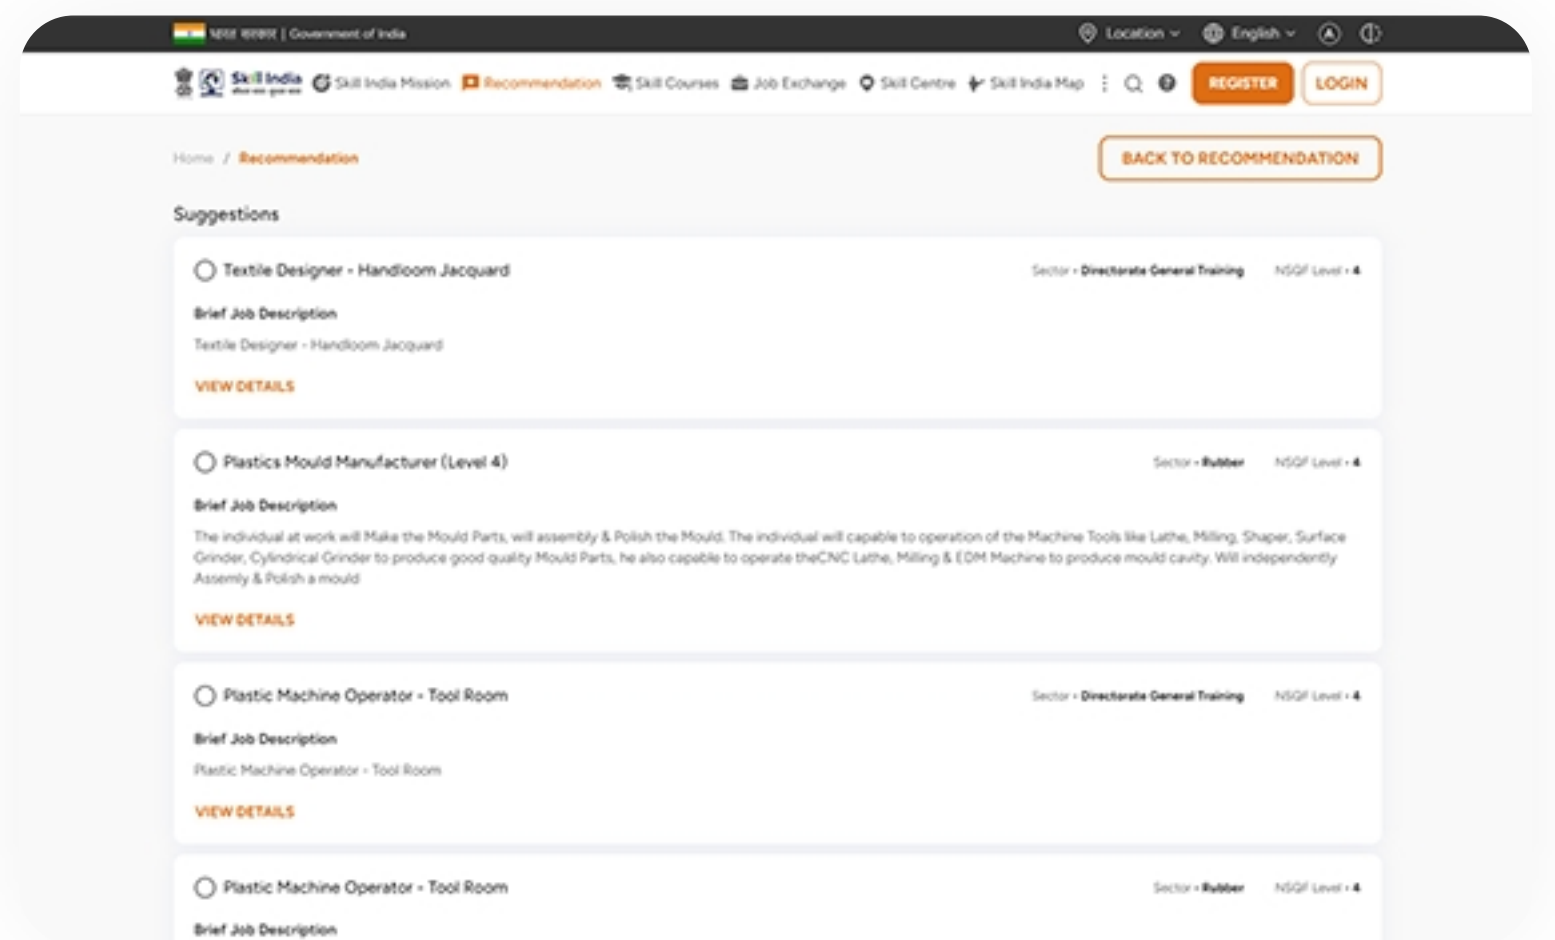 भारत सरकार | Government of India
Location
English
Skill India
Skill India Mission
Recommendation
Skill Courses
Job Exchange
Skill Centre
Skill India Map
REGISTER
LOGIN
Home / Recommendation
BACK TO RECOMMENDATION
Suggestions
Textile Designer - Handloom Jacquard
Sector - Directorate General Training
NSQF Level - 4
Brief Job Description
Textile Designer - Handloom Jacquard
VIEW DETAILS
Plastics Mould Manufacturer (Level 4)
Sector - Rubber
NSQF Level - 4
Brief Job Description
The individual at work will Make the Mould Parts, will assembly & Polish the Mould. The individual will capable to operation of the Machine Tools like Lathe, Milling, Shaper, Surface
Grinder, Cylindrical Grinder to produce good quality Mould Parts, he also capable to operate theCNC Lathe, Milling & EDM Machine to produce mould cavity. Will independently
Assemly & Polish a mould
VIEW DETAILS
Plastic Machine Operator - Tool Room
Sector - Directorate General Training
NSQF Level - 4
Brief Job Description
Plastic Machine Operator - Tool Room
VIEW DETAILS
Plastic Machine Operator - Tool Room
Sector - Rubber
NSQF Level - 4
Brief Job Description